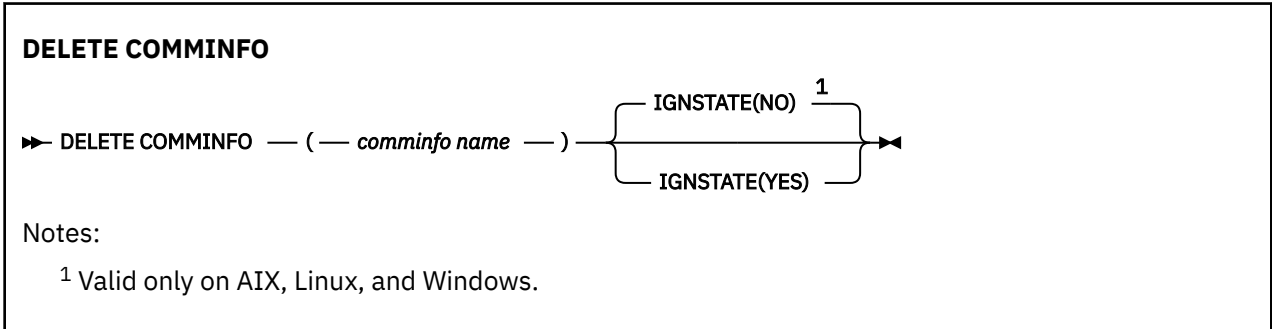 DELETE COMMINFO
IGNSTATE(NO) 1
DELETE COMMINFO ( comminfo name )
IGNSTATE(YES)
Notes:
1 Valid only on AIX, Linux, and Windows.